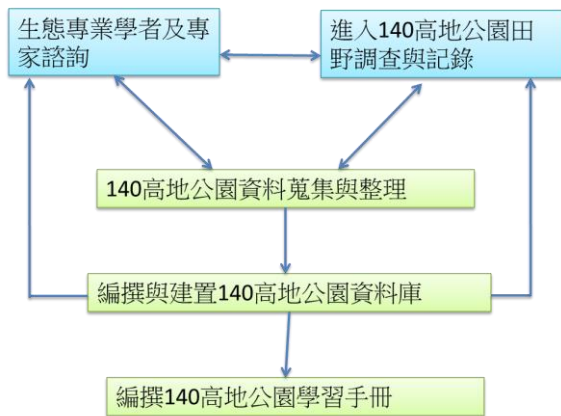 生態專業學者及專
家諮詢
進入140高地公園田
野調查與記錄
140高地公園資料蒐集與整理
編撰與建置140高地公園資料庫
編撰140高地公園學習手冊